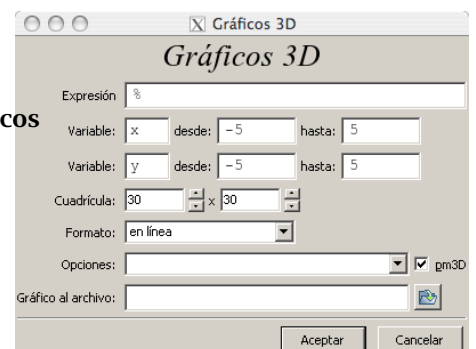 Gráficos 3D
Gráficos 3D
Expresión %
cos
Variable: x desde: -5 hasta: 5
Variable: y desde: -5 hasta: 5
Cuadrícula: 30 x 30
Formato: en línea
Opciones: pm3D
Gráfico al archivo:
Aceptar Cancelar